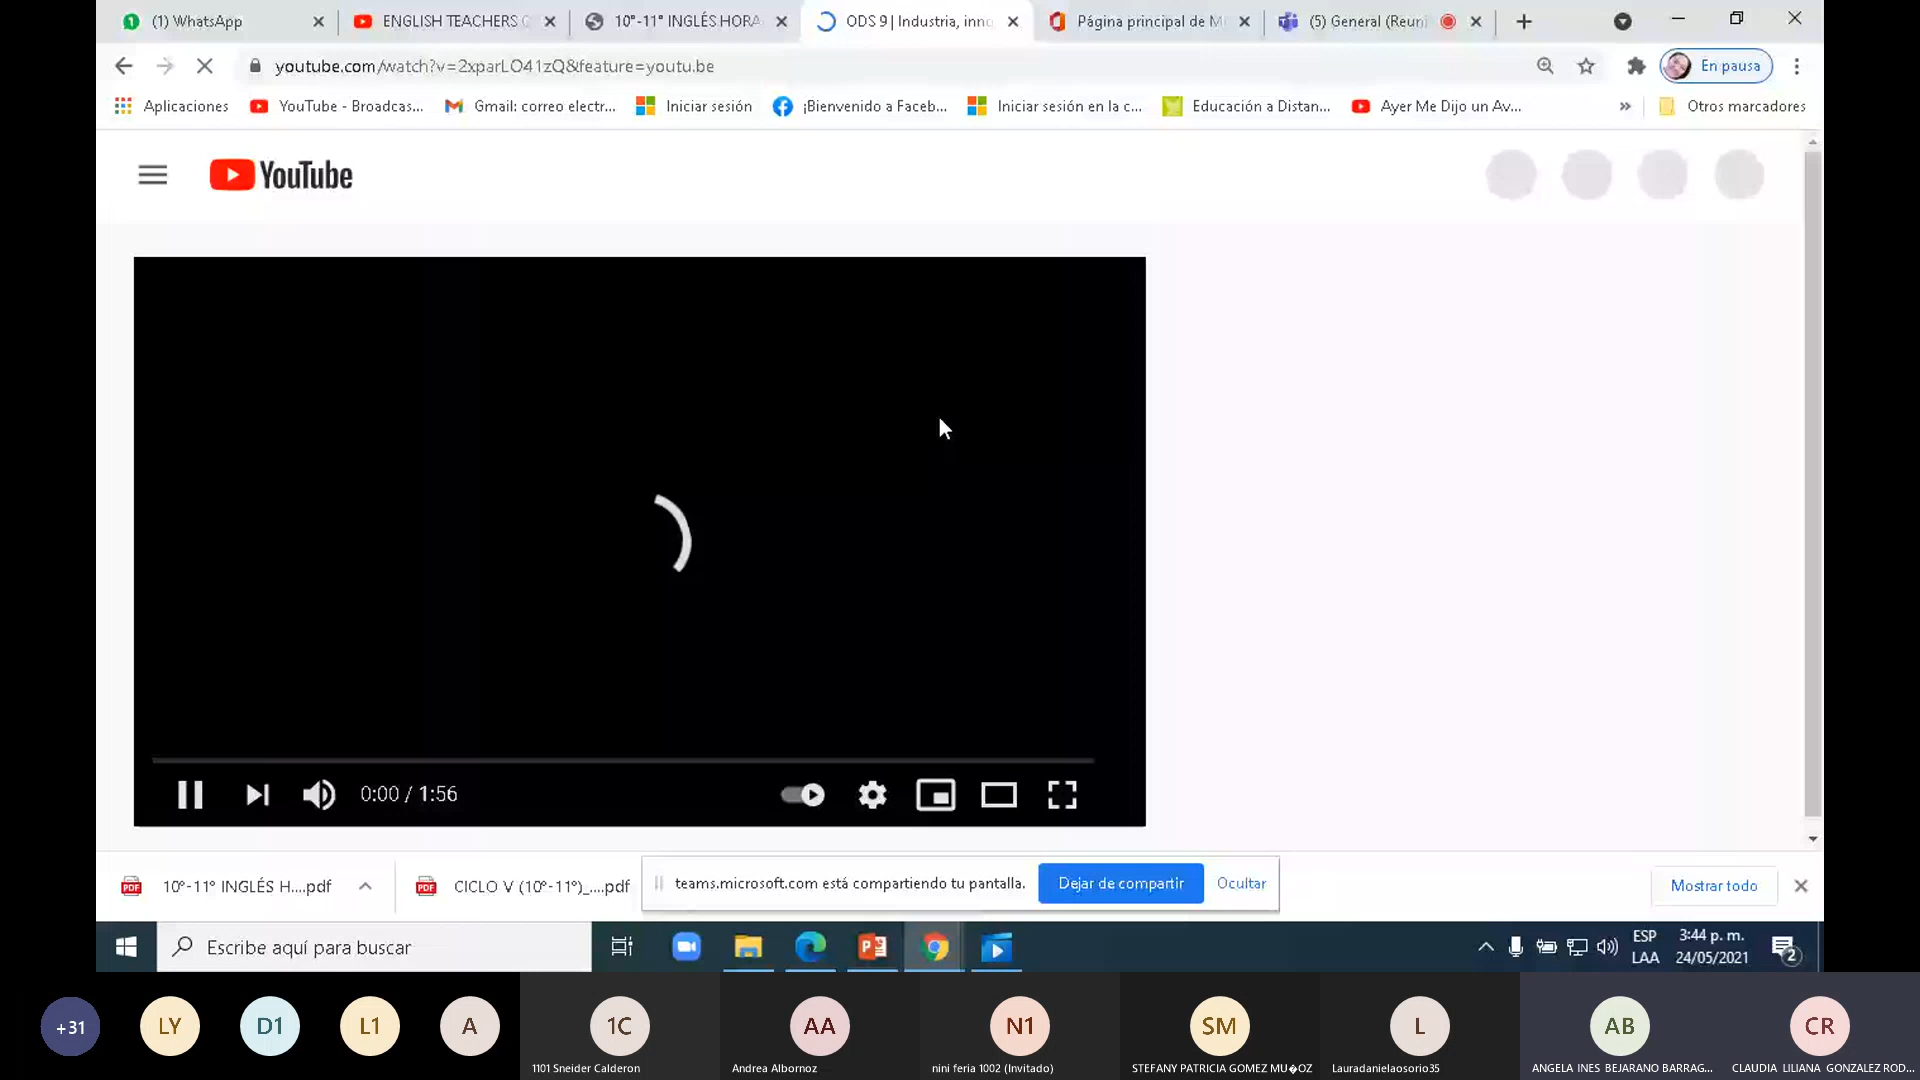 (1) WhatsApp
ENGLISH TEACHERS C
10°-11° INGLÉS HORA
ODS 9 | Industria, inno
Página principal de Mi
(5) General (Reuni
youtube.com/watch?v=2xparLO41zQ&feature=youtu.be
En pausa
Aplicaciones
YouTube - Broadcas...
Gmail: correo electr...
Iniciar sesión
¡Bienvenido a Faceb...
Iniciar sesión en la c...
Educación a Distan...
Ayer Me Dijo un Av...
»
Otros marcadores
YouTube
0:00 / 1:56
10°-11° INGLÉS H....pdf
CICLO V (10°-11°)_....pdf
teams.microsoft.com está compartiendo tu pantalla.
Dejar de compartir
Ocultar
Mostrar todo
Escribe aquí para buscar
ESP
LAA
3:44 p. m.
24/05/2021
2
+31
LY
D1
L1
A
1C
AA
N1
SM
L
AB
CR
1101 Sneider Calderon
Andrea Albornoz
nini feria 1002 (Invitado)
STEFANY PATRICIA GOMEZ MU�OZ
Lauradanielaosorio35
ANGELA INES BEJARANO BARRAG...
CLAUDIA LILIANA GONZALEZ ROD...